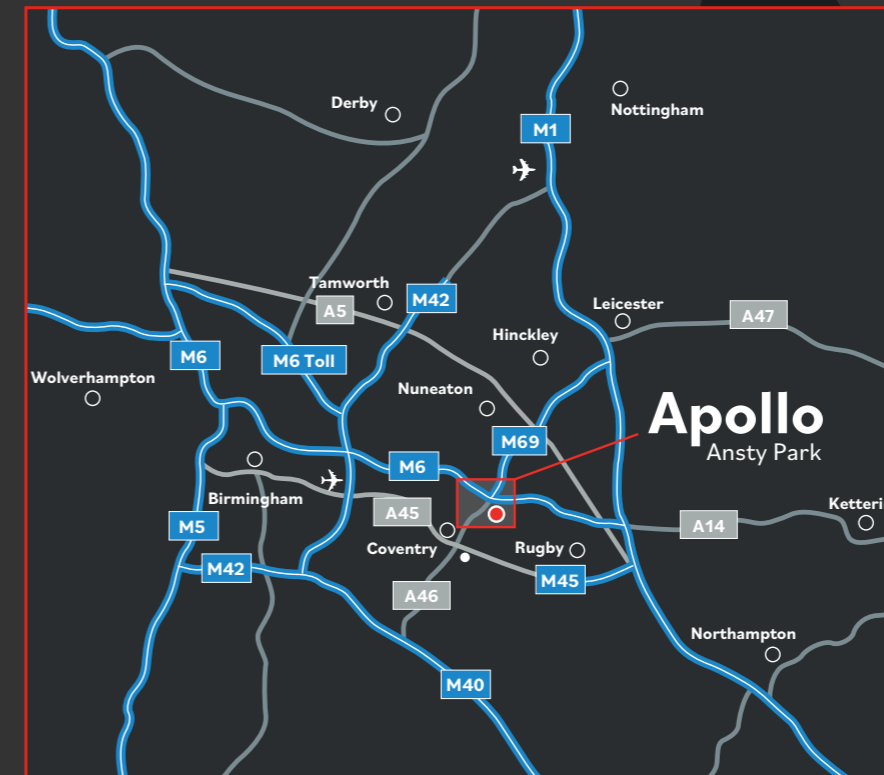 Derby
Nottingham
M1
Tamworth
A5
M42
Leicester
A47
M6
M6 Toll
Hinckley
Wolverhampton
Nuneaton
Apollo
Ansty Park
M69
M6
Birmingham
A45
Ketteri
M5
A14
Coventry
Rugby
M42
M45
A46
Northampton
M40